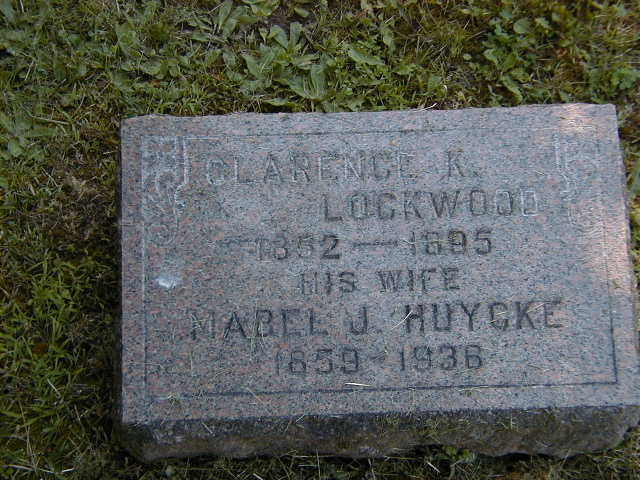 CLARENCE K.
LOCKWOOD
1852 — 1895
HIS WIFE
MABEL J. HUYCKE
1859 - 1936